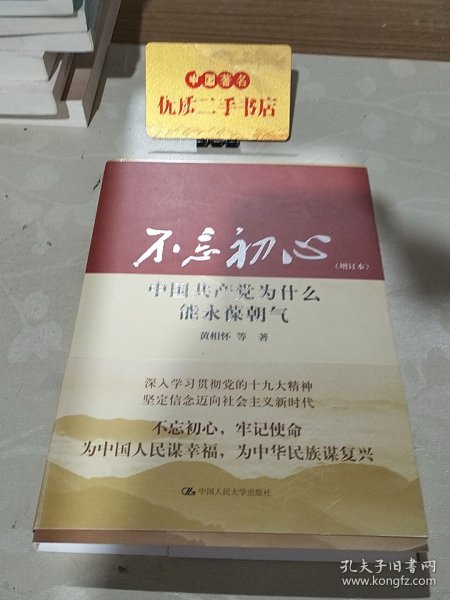 中国著名
优质二手书店
不忘初心
（增订本）
中国共产党为什么
能永葆朝气
黄相怀 等 著
深入学习贯彻党的十九大精神
坚定信念迈向社会主义新时代
不忘初心，牢记使命
为中国人民谋幸福，为中华民族谋复兴
中国人民大学出版社
孔夫子旧书网
www.kongfz.com